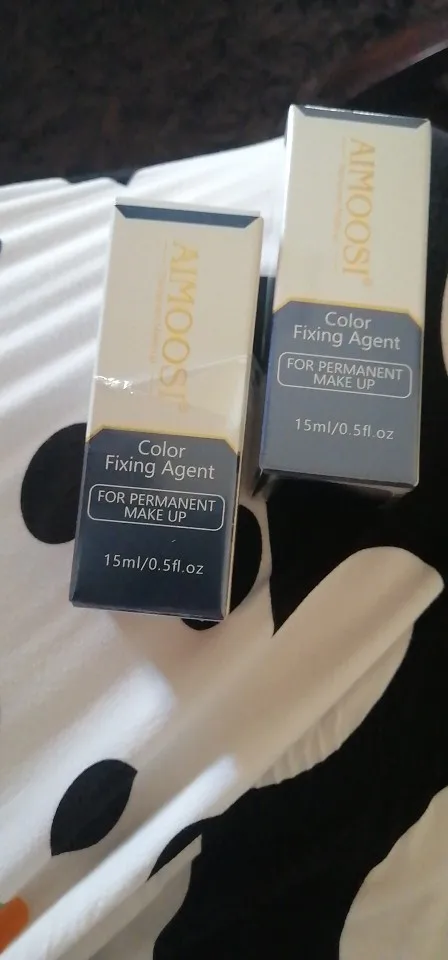 AIMOOSI
Color
Fixing Agent
FOR PERMANENT
MAKE UP
15ml/0.5fl.oz
AIMOOSI
Color
Fixing Agent
FOR PERMANENT
MAKE UP
15ml/0.5fl.oz